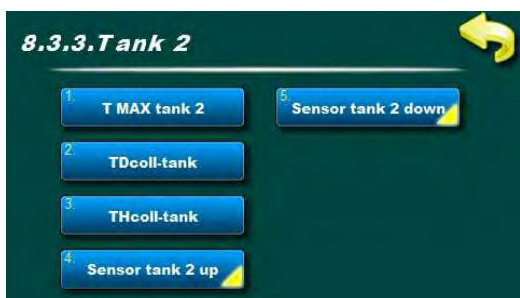 8.3.3.Tank 2
1. T MAX tank 2
2. TDcoll-tank
3. THcoll-tank
4. Sensor tank 2 up
5. Sensor tank 2 down